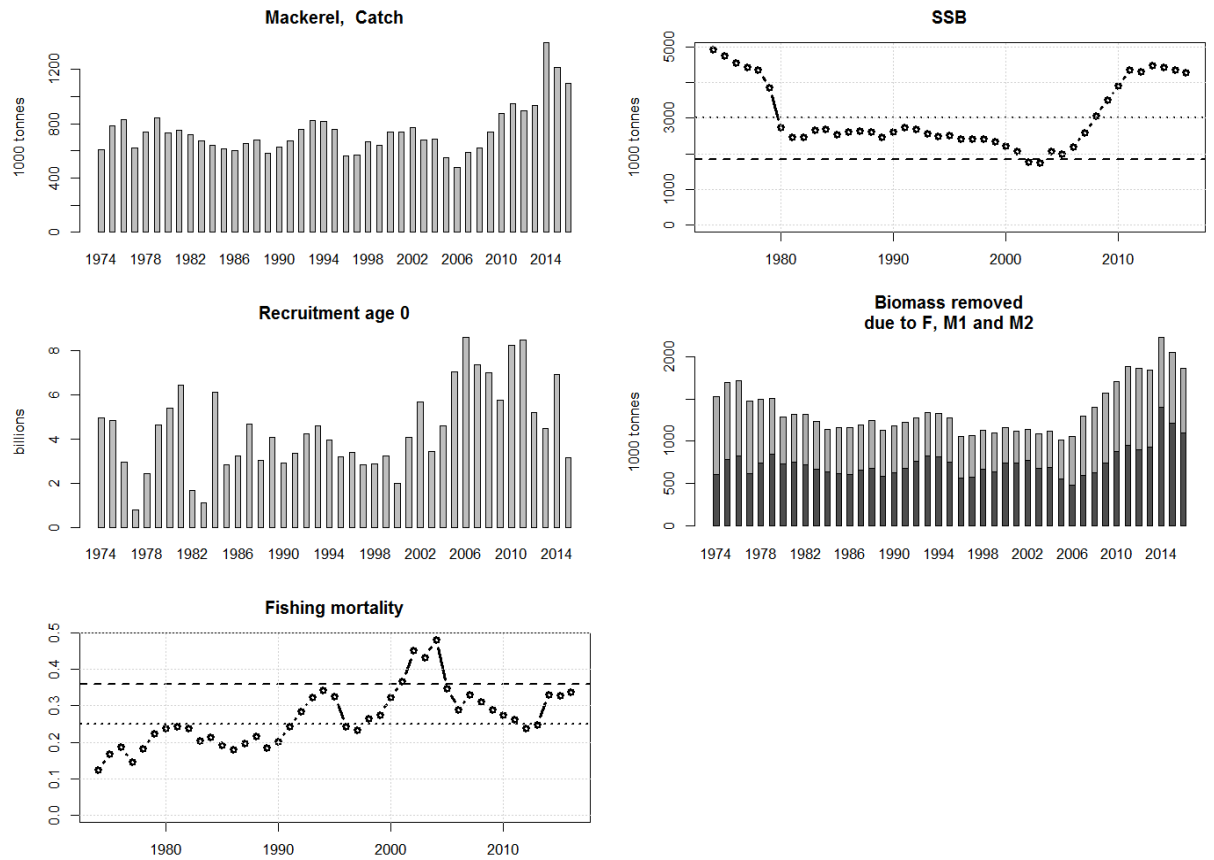 Mackerel,  Catch
1000 tonnes
0
400
800
1200
1974 1978 1982 1986 1990 1994 1998 2002 2006 2010 2014
SSB
1000 tonnes
0
1000
3000
5000
1980 1990 2000 2010
Recruitment age 0
billions
0
2
4
6
8
1974 1978 1982 1986 1990 1994 1998 2002 2006 2010 2014
Biomass removed
due to F, M1 and M2
1000 tonnes
0
500
1000
2000
1974 1978 1982 1986 1990 1994 1998 2002 2006 2010 2014
Fishing mortality
0.0
0.1
0.2
0.3
0.4
0.5
1980 1990 2000 2010